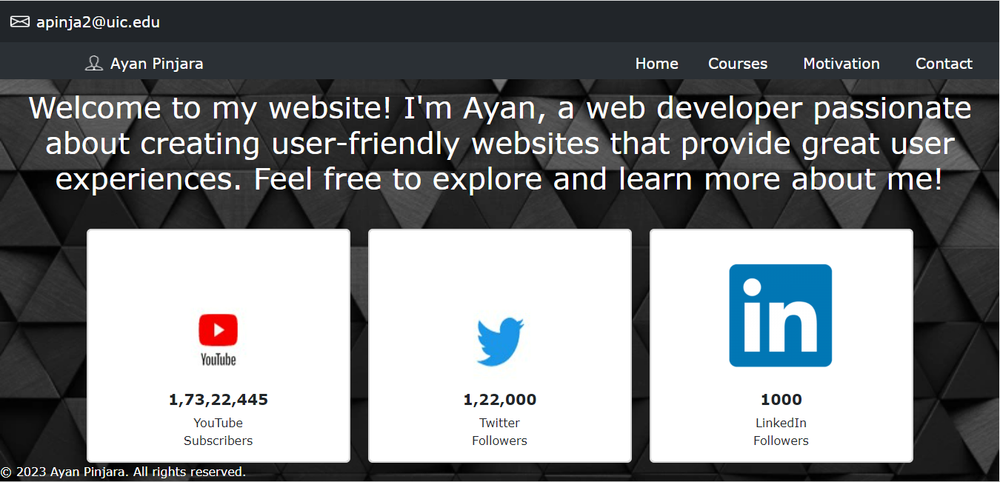 apinja2@uic.edu
Ayan Pinjara Home Courses Motivation Contact
Welcome to my website! I'm Ayan, a web developer passionate
about creating user-friendly websites that provide great user
experiences. Feel free to explore and learn more about me!
YouTube
1,73,22,445
YouTube
Subscribers
1,22,000
Twitter
Followers
in
1000
LinkedIn
Followers
© 2023 Ayan Pinjara. All rights reserved.